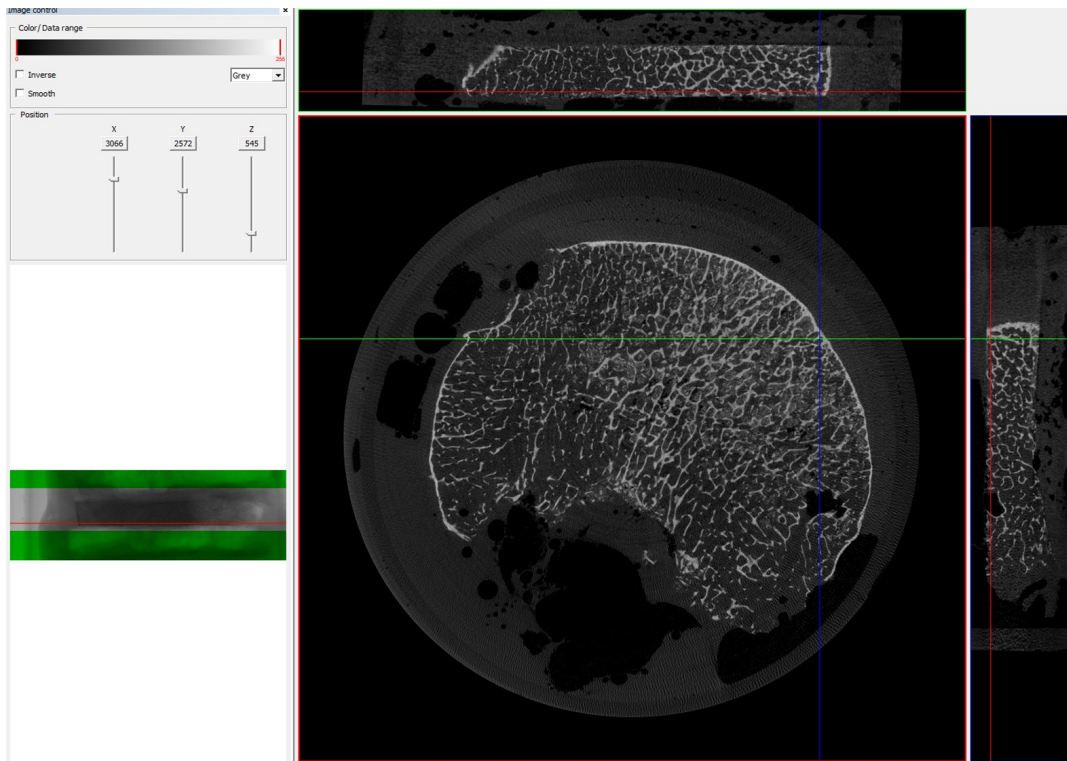 Image control
Color/Data range
0 255
Inverse Grey
Smooth
Position
X Y Z
3066 2572 545